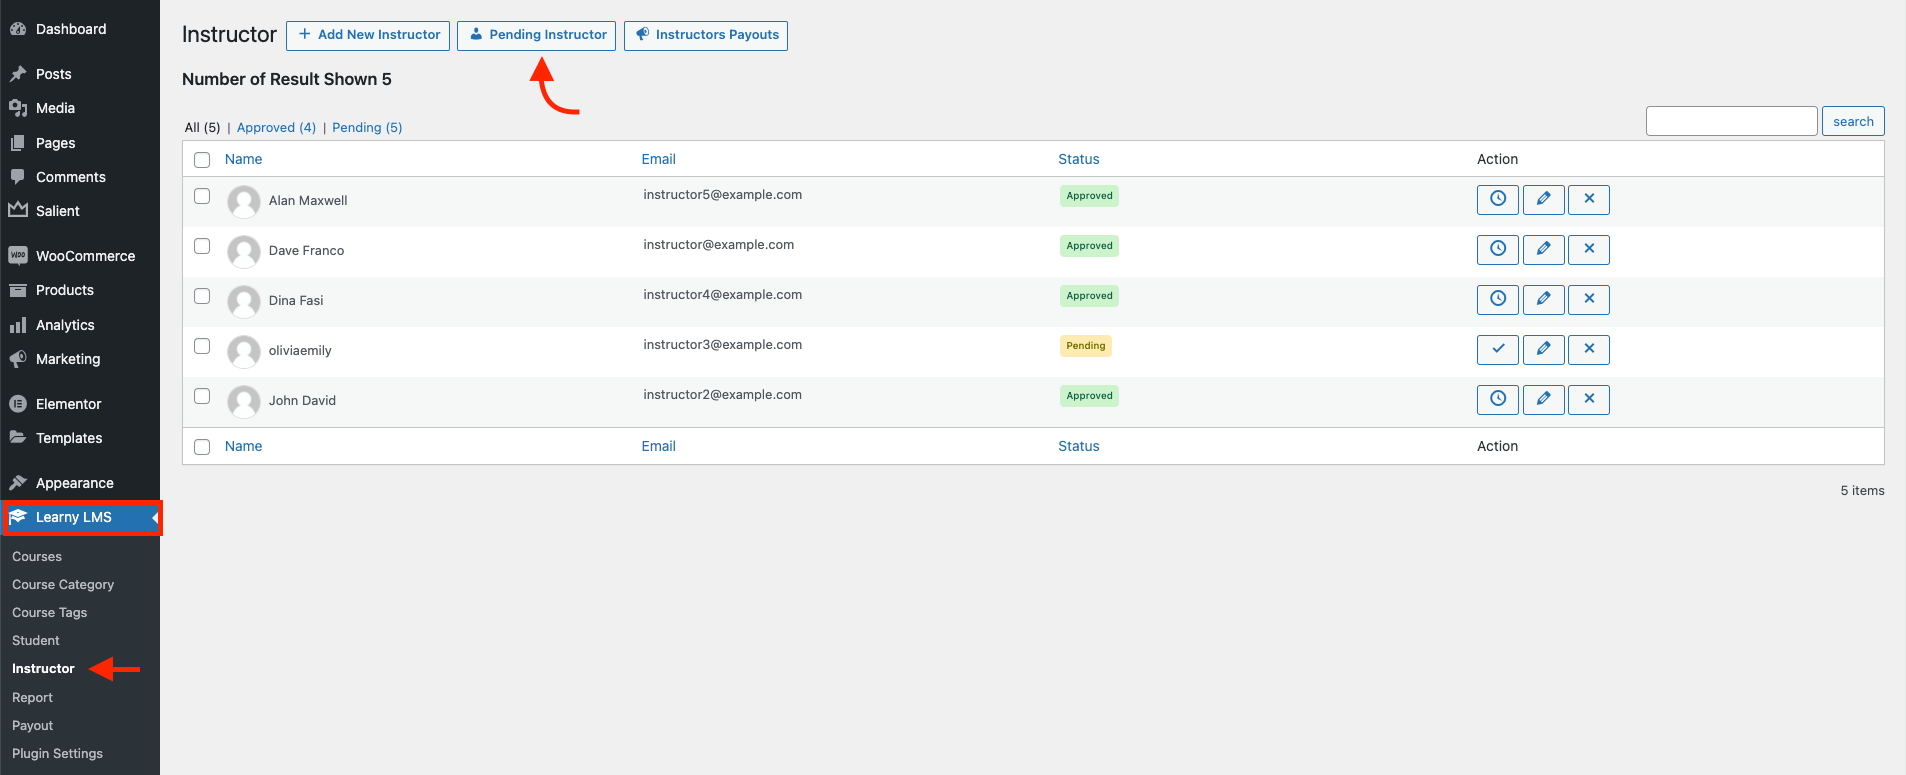 Dashboard
Posts
Media
Pages
Comments
Salient
WOO WooCommerce
Products
Analytics
Marketing
Elementor
Templates
Appearance
Learny LMS
Courses
Course Category
Course Tags
Student
Instructor
Report
Payout
Plugin Settings
Instructor + Add New Instructor Pending Instructor Instructors Payouts
Number of Result Shown 5
All (5) | Approved (4) | Pending (5)
search
Name Email Status Action
Alan Maxwell instructor5@example.com Approved
Dave Franco instructor@example.com Approved
Dina Fasi instructor4@example.com Approved
oliviaemily instructor3@example.com Pending
John David instructor2@example.com Approved
Name Email Status Action
5 items